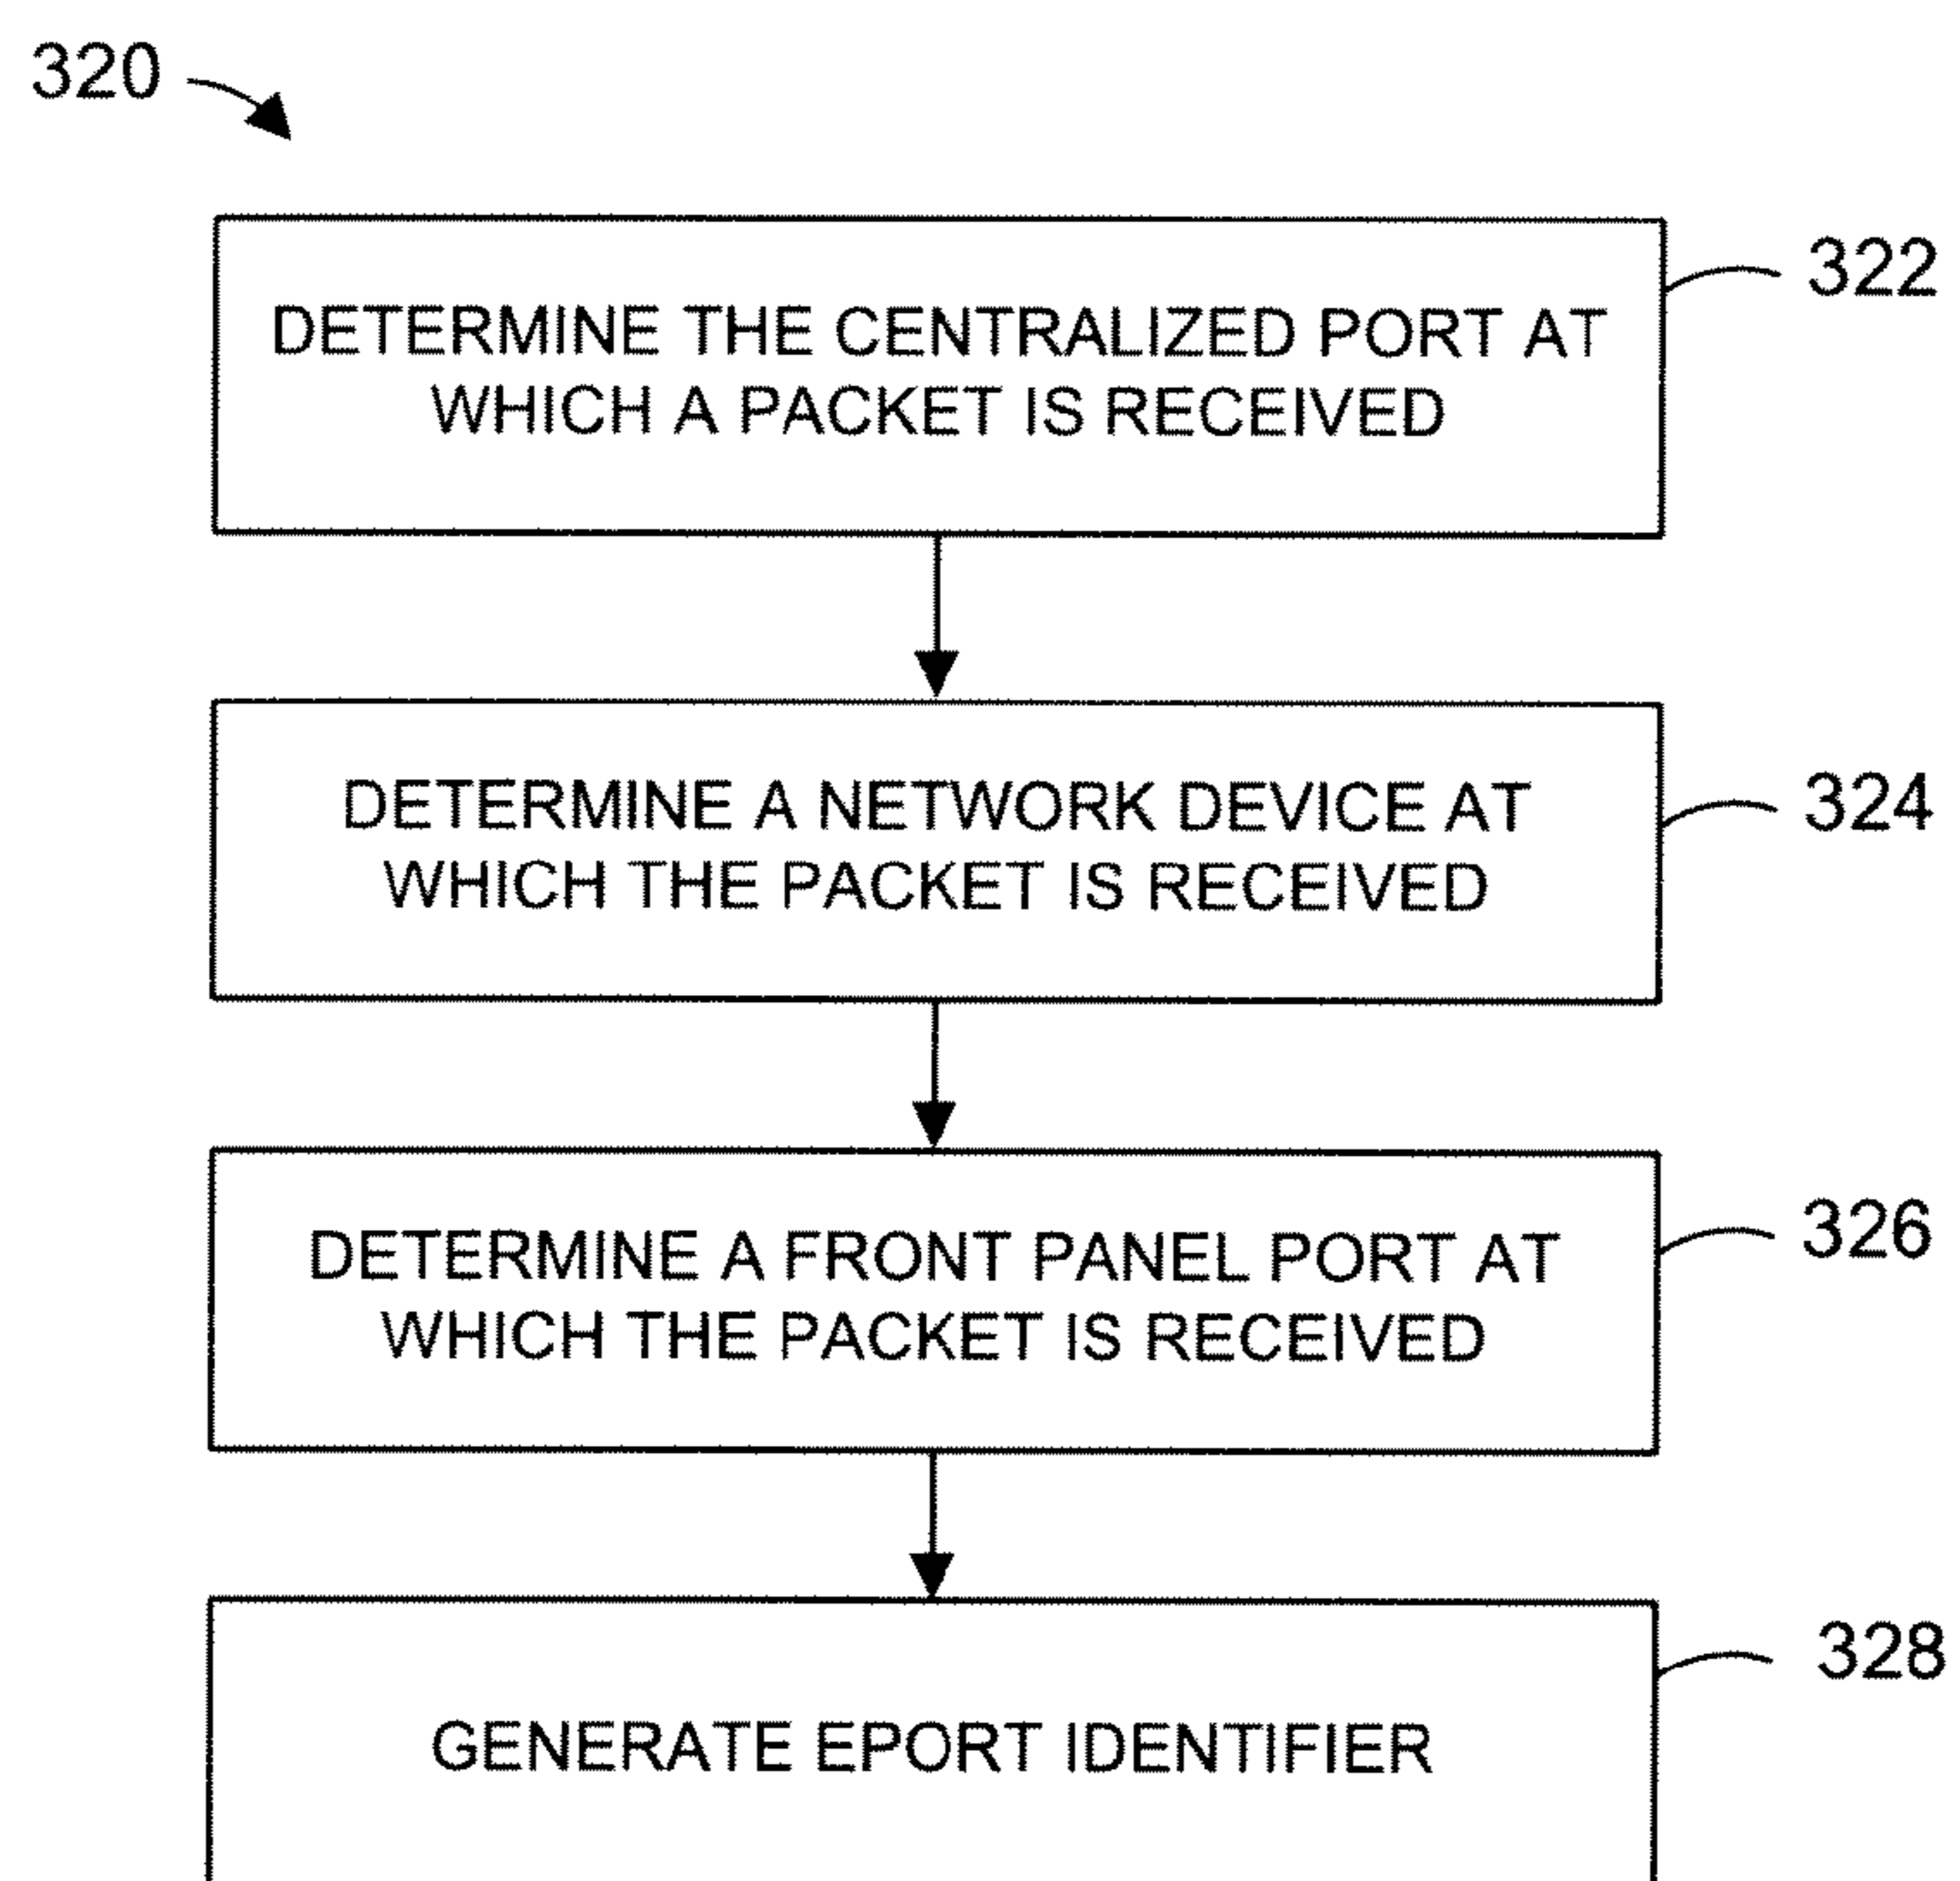 320
DETERMINE THE CENTRALIZED PORT AT
WHICH A PACKET IS RECEIVED
322
DETERMINE A NETWORK DEVICE AT
WHICH THE PACKET IS RECEIVED
324
DETERMINE A FRONT PANEL PORT AT
WHICH THE PACKET IS RECEIVED
326
GENERATE EPORT IDENTIFIER
328